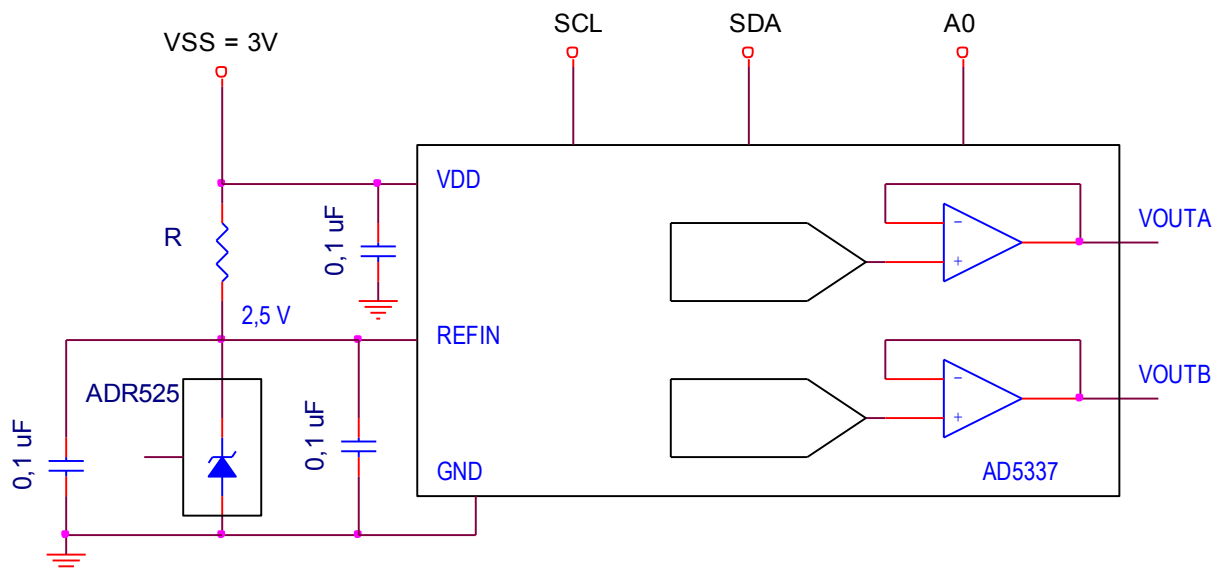 SCL
SDA
A0
VSS = 3V
VDD
R
0,1 uF
VOUTA
2,5 V
REFIN
ADR525
0,1 uF
0,1 uF
VOUTB
GND
AD5337
−
+
−
+